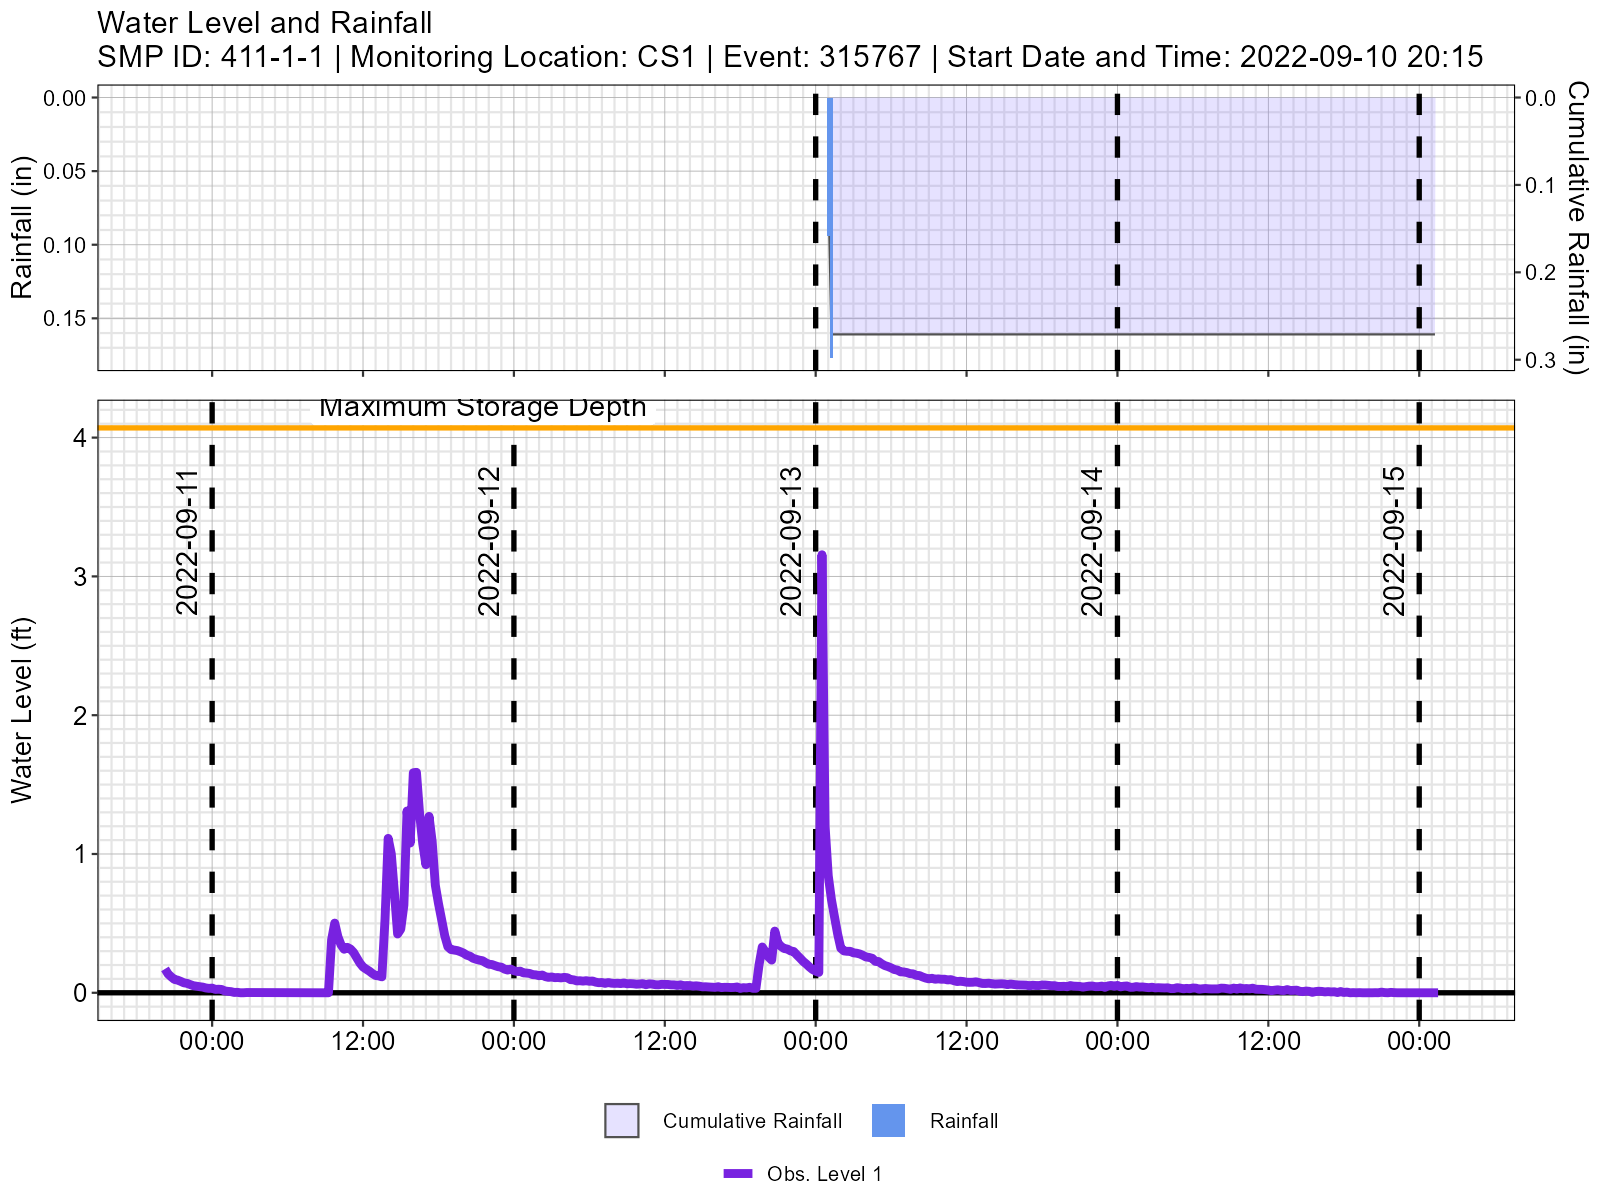 Water Level and Rainfall
SMP ID: 411-1-1 | Monitoring Location: CS1 | Event: 315767 | Start Date and Time: 2022-09-10 20:15
Rainfall (in)
0.00
0.05
0.10
0.15
Cumulative Rainfall (in)
0.0
0.1
0.2
0.3
Maximum Storage Depth
Water Level (ft)
4
3
2
1
0
2022-09-11
2022-09-12
2022-09-13
2022-09-14
2022-09-15
00:00 12:00 00:00 12:00 00:00 12:00 00:00 12:00 00:00
Cumulative Rainfall Rainfall
Obs. Level 1